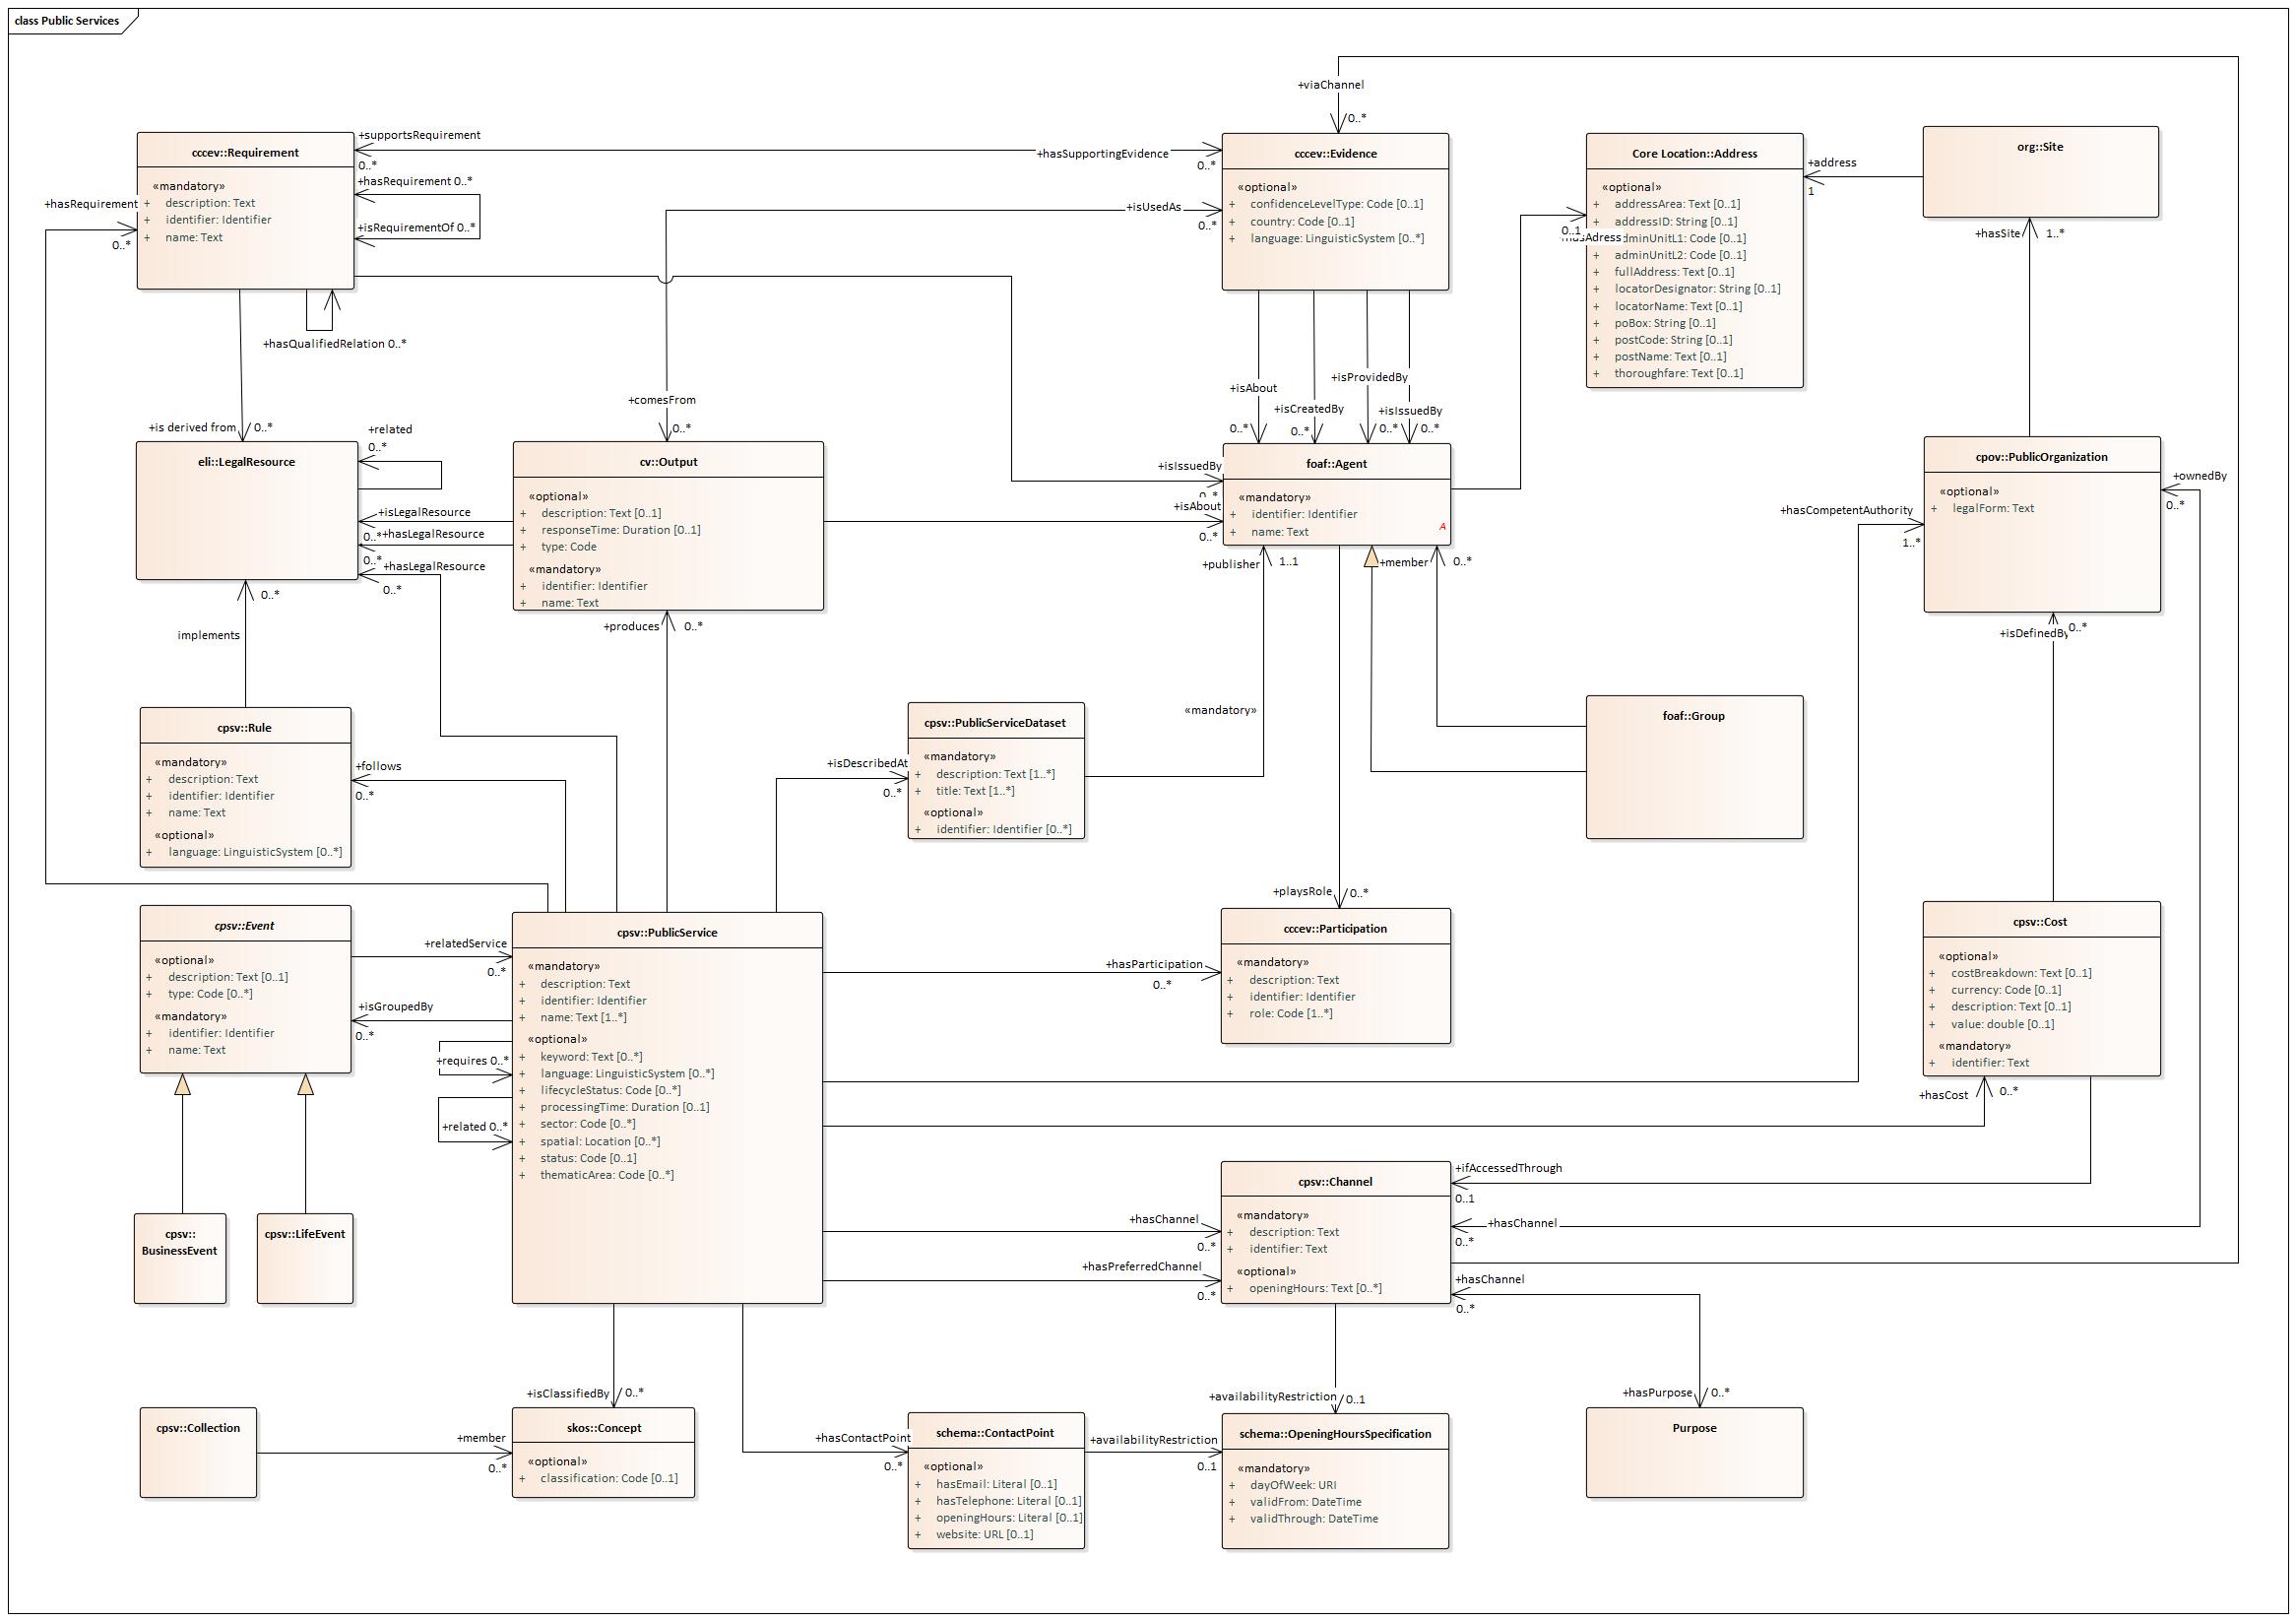 class Public Services
+viaChannel
0..*
cccev::Requirement
«mandatory»
+ description: Text
+ identifier: Identifier
+ name: Text
+supportsRequirement
0..*
+hasSupportingEvidence
0..*
+hasRequirement 0..*
+isRequirementOf 0..*
+hasRequirement
0..*
+hasQualifiedRelation 0..*
cccev::Evidence
«optional»
+ confidenceLevelType: Code [0..1]
+ country: Code [0..1]
+ language: LinguisticSystem [0..*]
+isUsedAs
0..*
Core Location::Address
«optional»
+ addressArea: Text [0..1]
+ addressID: String [0..1]
dminUnitL1: Code [0..1]
+ adminUnitL2: Code [0..1]
+ fullAddress: Text [0..1]
+ locatorDesignator: String [0..1]
+ locatorName: Text [0..1]
+ poBox: String [0..1]
+ postCode: String [0..1]
+ postName: Text [0..1]
+ thoroughfare: Text [0..1]
0..1
+address
1
org::Site
+hasSite
1..*
+is derived from
0..*
+related
0..*
+comesFrom
0..*
+isAbout
0..*
+isCreatedBy
0..*
+isProvidedBy
0..*
+isIssuedBy
0..*
eli::LegalResource
+isLegalResource
0..*
+hasLegalResource
0..*
+hasLegalResource
0..*
cv::Output
«optional»
+ description: Text [0..1]
+ responseTime: Duration [0..1]
+ type: Code
«mandatory»
+ identifier: Identifier
+ name: Text
+isIssuedBy
0..*
+isAbout
0..*
foaf::Agent
«mandatory»
+ identifier: Identifier
+ name: Text
A
cpov::PublicOrganization
«optional»
+ legalForm: Text
+ownedBy
0..*
+hasCompetentAuthority
1..*
+publisher
1..1
+member
0..*
0..*
implements
+produces
0..*
+isDefinedBy
0..*
«mandatory»
cpsv::Rule
«mandatory»
+ description: Text
+ identifier: Identifier
+ name: Text
«optional»
+ language: LinguisticSystem [0..*]
+follows
0..*
+isDescribedAt
0..*
cpsv::PublicServiceDataset
«mandatory»
+ description: Text [1..*]
+ title: Text [1..*]
«optional»
+ identifier: Identifier [0..*]
foaf::Group
+playsRole
0..*
cpsv::Event
«optional»
+ description: Text [0..1]
+ type: Code [0..*]
«mandatory»
+ identifier: Identifier
+ name: Text
+relatedService
0..*
+isGroupedBy
0..*
+requires 0..*
+related 0..*
cpsv::PublicService
«mandatory»
+ description: Text
+ identifier: Identifier
+ name: Text [1..*]
«optional»
+ keyword: Text [0..*]
+ language: LinguisticSystem [0..*]
+ lifecycleStatus: Code [0..*]
+ processingTime: Duration [0..1]
+ sector: Code [0..*]
+ spatial: Location [0..*]
+ status: Code [0..1]
+ thematicArea: Code [0..*]
+hasParticipation
0..*
cccev::Participation
«mandatory»
+ description: Text
+ identifier: Identifier
+ role: Code [1..*]
cpsv::Cost
«optional»
+ costBreakdown: Text [0..1]
+ currency: Code [0..1]
+ description: Text [0..1]
+ value: double [0..1]
«mandatory»
+ identifier: Text
+hasCost
0..*
cpsv::
BusinessEvent
cpsv::LifeEvent
+hasChannel
0..*
+hasPreferredChannel
0..*
cpsv::Channel
«mandatory»
+ description: Text
+ identifier: Text
«optional»
+ openingHours: Text [0..*]
+ifAccessedThrough
0..1
+hasChannel
0..*
+hasChannel
0..*
+isClassifiedBy
0..*
+availabilityRestriction
0..1
+hasPurpose
0..*
cpsv::Collection
+member
0..*
skos::Concept
«optional»
+ classification: Code [0..1]
+hasContactPoint
0..*
schema::ContactPoint
«optional»
+ hasEmail: Literal [0..1]
+ hasTelephone: Literal [0..1]
+ openingHours: Literal [0..1]
+ website: URL [0..1]
+availabilityRestriction
0..1
schema::OpeningHoursSpecification
«mandatory»
+ dayOfWeek: URI
+ validFrom: DateTime
+ validThrough: DateTime
Purpose